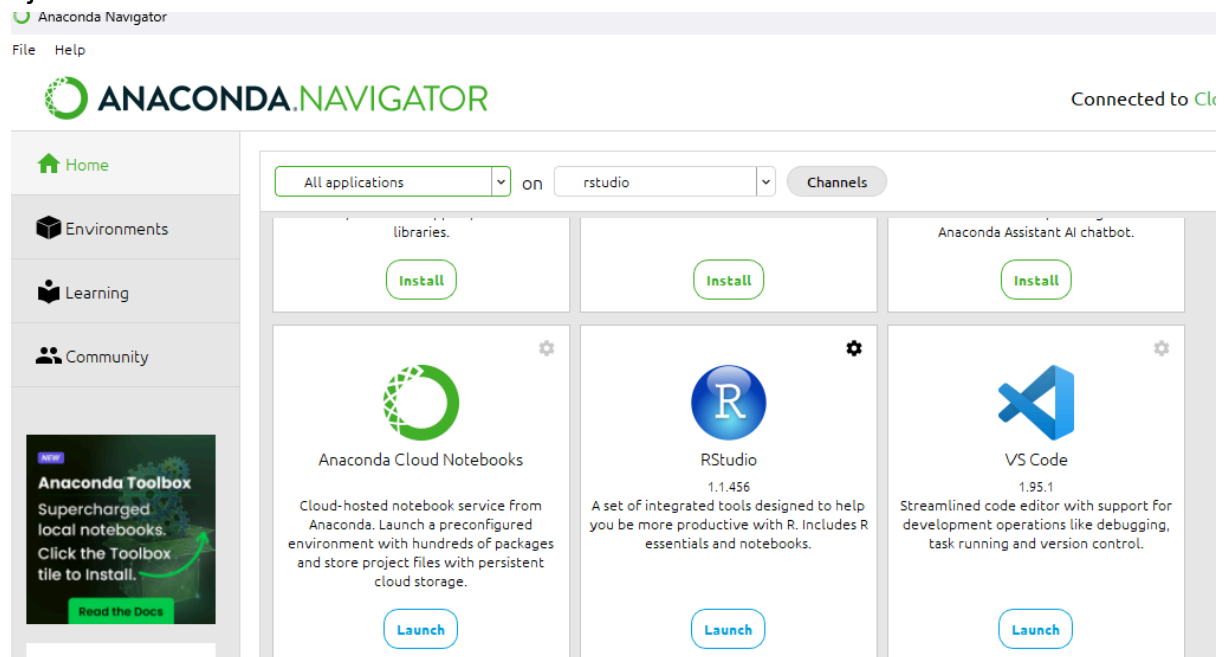 Anaconda Navigator
File Help
ANACONDA.NAVIGATOR
Connected to
Home
All applications on rstudio Channels
Environments
libraries.
Anaconda Assistant AI chatbot.
Install Install Install
Learning
Community
Anaconda Cloud Notebooks
Cloud-hosted notebook service from
Anaconda. Launch a preconfigured
environment with hundreds of packages
and store project files with persistent
cloud storage.
Launch
R
RStudio
1.1.456
A set of integrated tools designed to help
you be more productive with R. Includes R
essentials and notebooks.
Launch
VS Code
1.95.1
Streamlined code editor with support for
development operations like debugging,
task running and version control.
Launch
NEW
Anaconda Toolbox
Supercharged
local notebooks.
Click the Toolbox
tile to Install.
Read the Docs